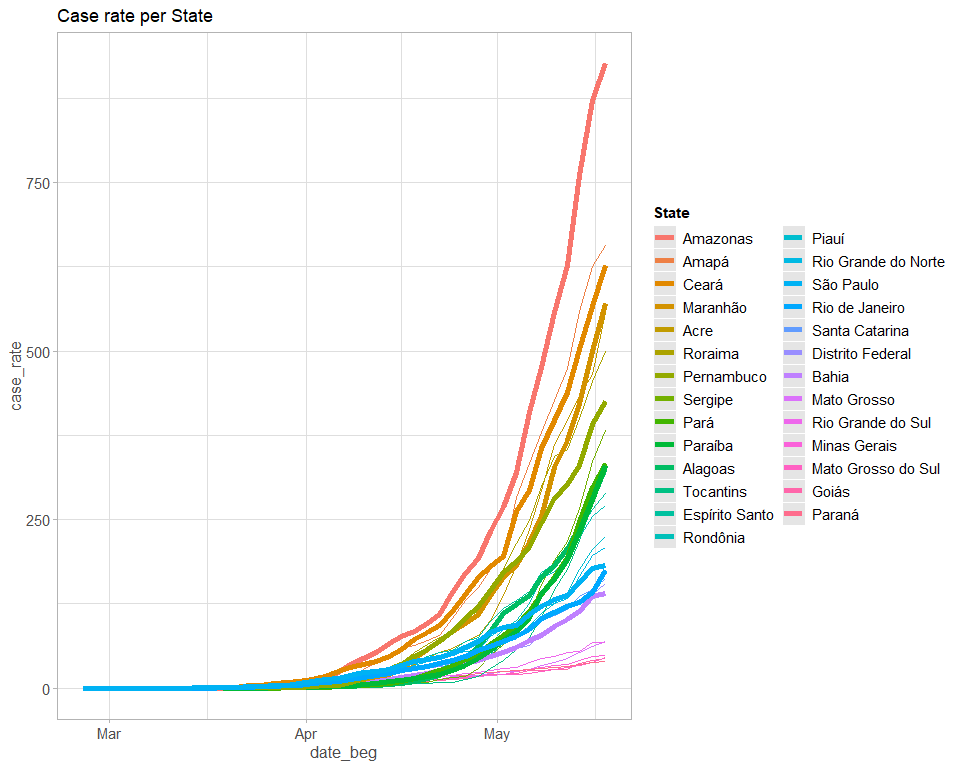 Case rate per State
750
500
250
0
case_rate
Mar
Apr
May
date_beg
State
Amazonas
Amapá
Ceará
Maranhão
Acre
Roraima
Pernambuco
Sergipe
Pará
Paraíba
Alagoas
Tocantins
Espírito Santo
Rondônia
Piauí
Rio Grande do Norte
São Paulo
Rio de Janeiro
Santa Catarina
Distrito Federal
Bahia
Mato Grosso
Rio Grande do Sul
Minas Gerais
Mato Grosso do Sul
Goiás
Paraná